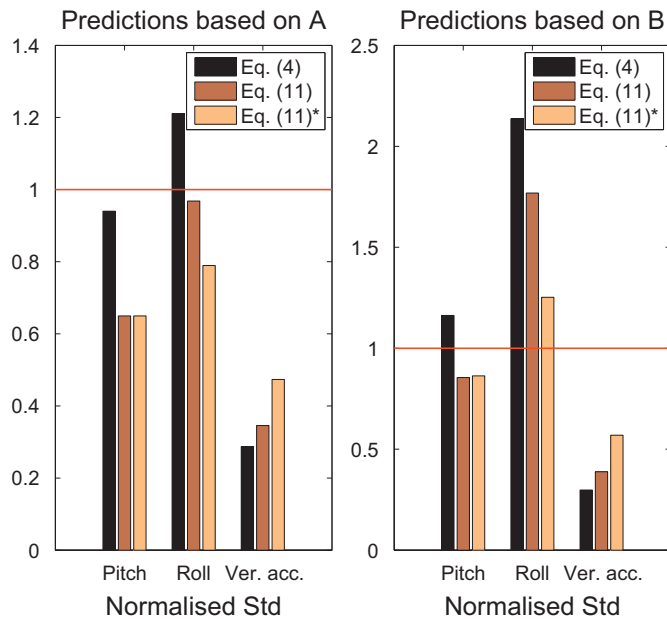 Predictions based on A
1.4
1.2
1
0.8
0.6
0.4
0.2
0
Eq. (4)
Eq. (11)
Eq. (11)*
Pitch Roll Ver. acc.
Normalised Std
Predictions based on B
2.5
2
1.5
1
0.5
0
Eq. (4)
Eq. (11)
Eq. (11)*
Pitch Roll Ver. acc.
Normalised Std